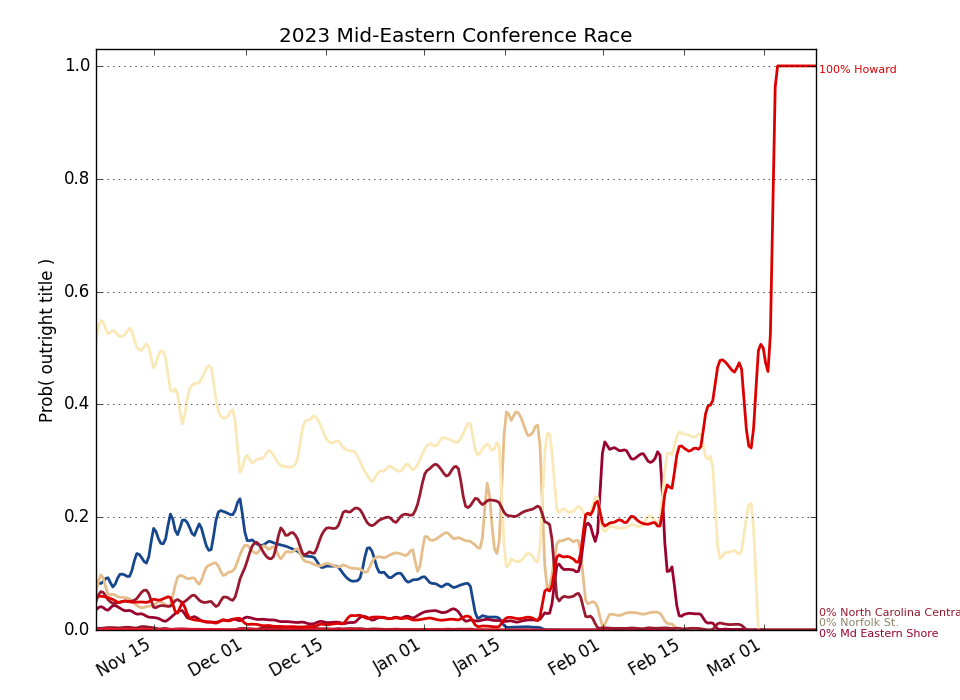 2023 Mid-Eastern Conference Race
Prob( outright title )
1.0
0.8
0.6
0.4
0.2
0.0
100% Howard
0% North Carolina Centra
0% Norfolk St.
0% Md Eastern Shore
Nov 15
Dec 01
Dec 15
Jan 01
Jan 15
Feb 01
Feb 15
Mar 01